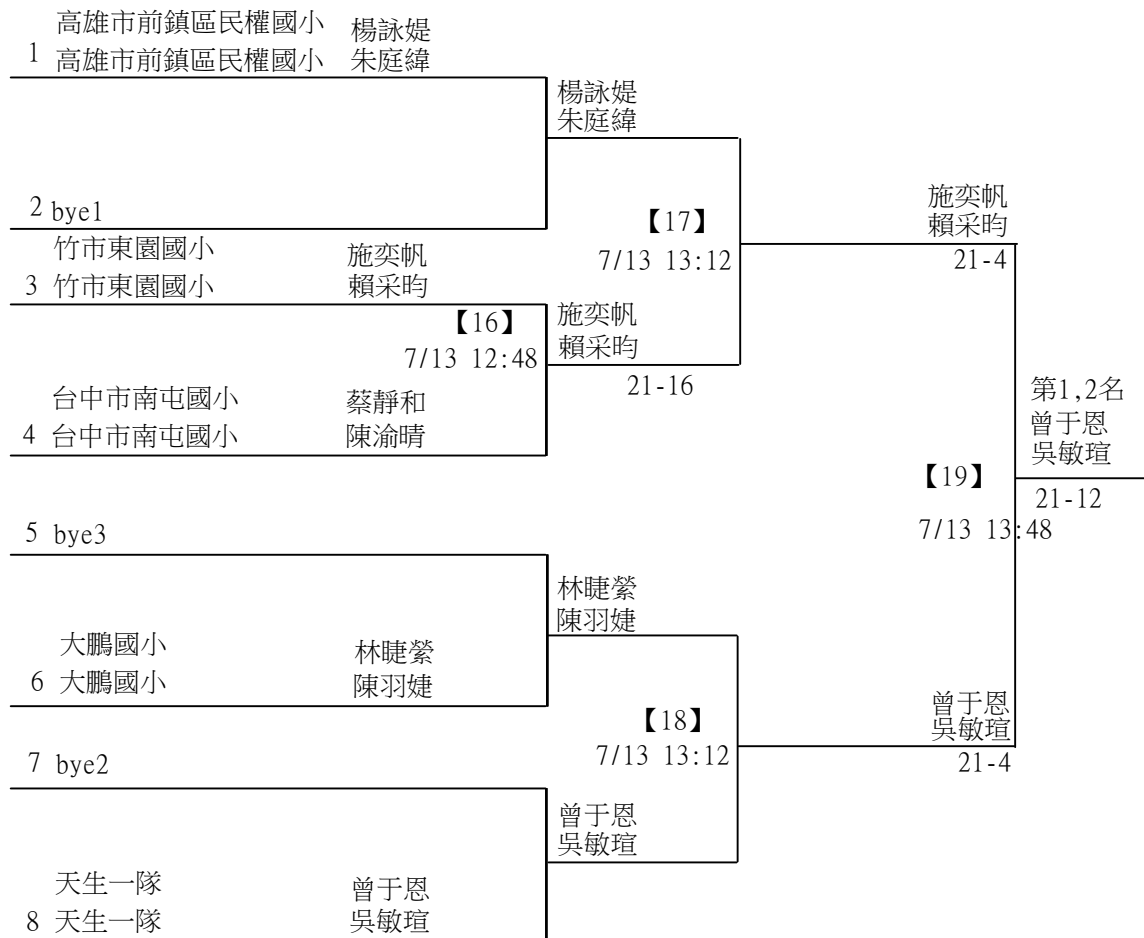 高雄市前鎮區民權國小 楊詠媞
1 高雄市前鎮區民權國小 朱庭緯
楊詠媞
朱庭緯
2 bye1
施奕帆
賴采昀
21-4
【17】
7/13 13:12
竹市東園國小 施奕帆
3 竹市東園國小 賴采昀
【16】
7/13 12:48
施奕帆
賴采昀
21-16
台中市南屯國小 蔡靜和
4 台中市南屯國小 陳渝晴
第1,2名
曾于恩
吳敏瑄
21-12
【19】
7/13 13:48
5 bye3
林睫縈
陳羽婕
大鵬國小 林睫縈
6 大鵬國小 陳羽婕
【18】
7/13 13:12
曾于恩
吳敏瑄
21-4
7 bye2
曾于恩
吳敏瑄
天生一隊 曾于恩
8 天生一隊 吳敏瑄